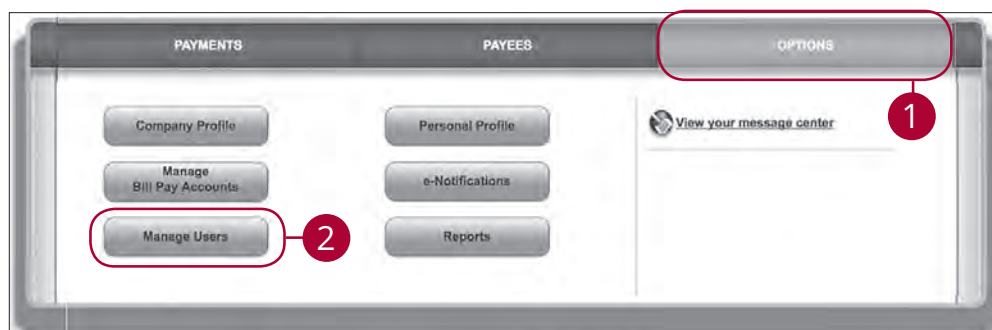 PAYMENTS
PAYEES
OPTIONS
1
Company Profile
Personal Profile
View your message center
Manage
Bill Pay Accounts
e-Notifications
Manage Users
2
Reports